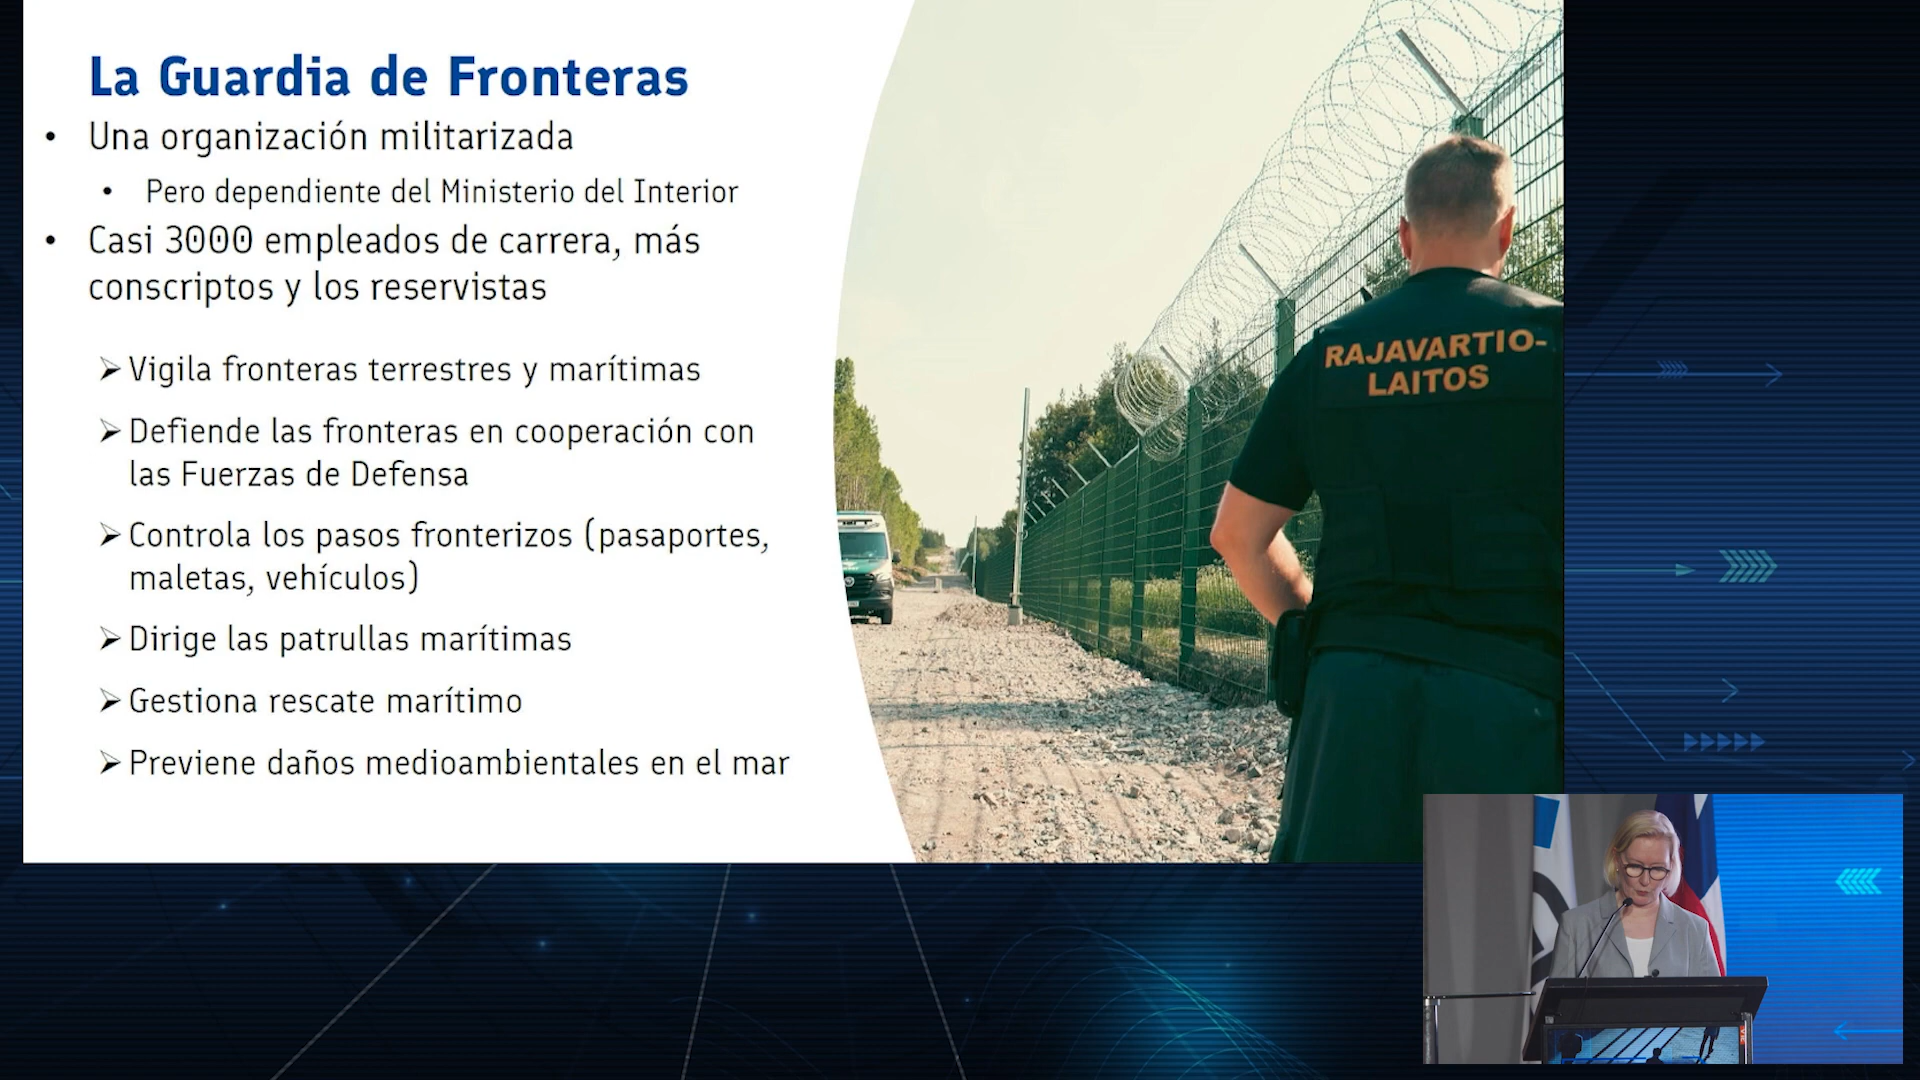 La Guardia de Fronteras
• Una organización militarizada
• Pero dependiente del Ministerio del Interior
• Casi 3000 empleados de carrera, más
conscriptos y los reservistas
➢ Vigila fronteras terrestres y marítimas
➢ Defiende las fronteras en cooperación con
las Fuerzas de Defensa
➢ Controla los pasos fronterizos (pasaportes,
maletas, vehículos)
➢ Dirige las patrullas marítimas
➢ Gestiona rescate marítimo
➢ Previene daños medioambientales en el mar
RAJAVARTIO-
LAITOS